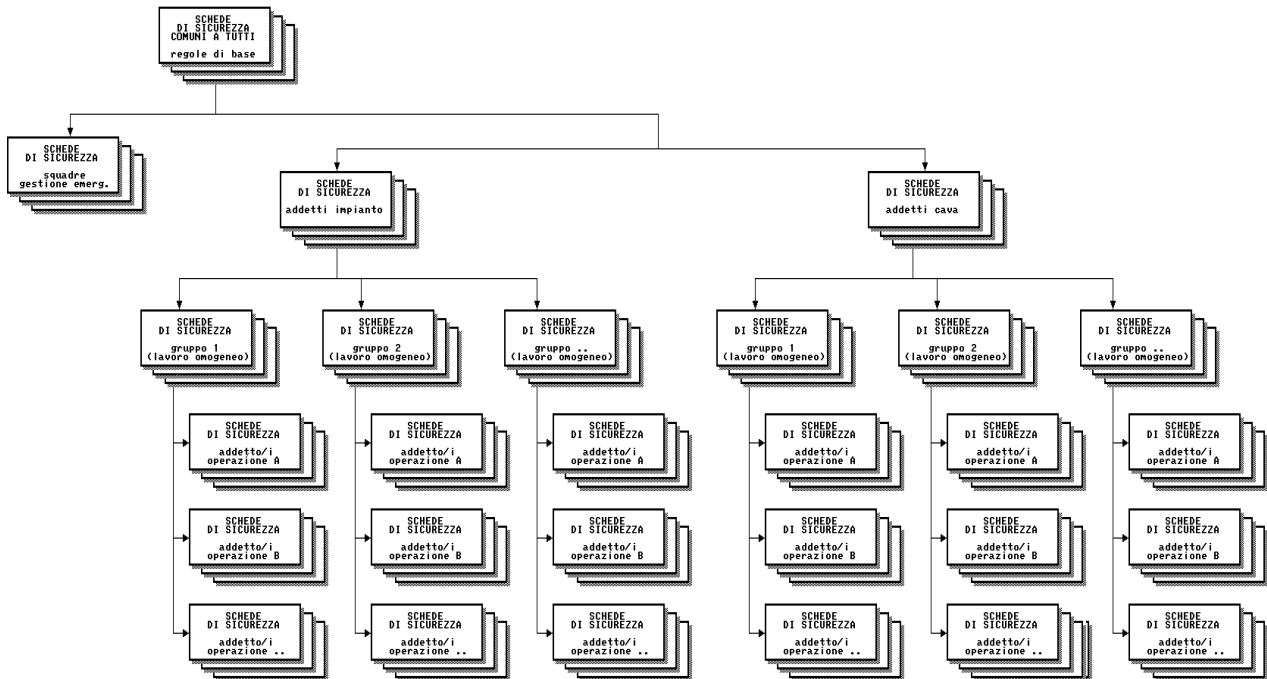 SCHEDE
DI SICUREZZA
COMUNI A TUTTI
regole di base
SCHEDE
DI SICUREZZA
squadre
gestione emerg.
SCHEDE
DI SICUREZZA
addetti impianto
SCHEDE
DI SICUREZZA
addetti cava
SCHEDE
DI SICUREZZA
gruppo 1
(lavoro omogeneo)
SCHEDE
DI SICUREZZA
gruppo 2
(lavoro omogeneo)
SCHEDE
DI SICUREZZA
gruppo ..
(lavoro omogeneo)
SCHEDE
DI SICUREZZA
gruppo 1
(lavoro omogeneo)
SCHEDE
DI SICUREZZA
gruppo 2
(lavoro omogeneo)
SCHEDE
DI SICUREZZA
gruppo ..
(lavoro omogeneo)
SCHEDE
DI SICUREZZA
addetto/i
operazione A
SCHEDE
DI SICUREZZA
addetto/i
operazione A
SCHEDE
DI SICUREZZA
addetto/i
operazione A
SCHEDE
DI SICUREZZA
addetto/i
operazione A
SCHEDE
DI SICUREZZA
addetto/i
operazione A
SCHEDE
DI SICUREZZA
addetto/i
operazione A
SCHEDE
DI SICUREZZA
addetto/i
operazione B
SCHEDE
DI SICUREZZA
addetto/i
operazione B
SCHEDE
DI SICUREZZA
addetto/i
operazione B
SCHEDE
DI SICUREZZA
addetto/i
operazione B
SCHEDE
DI SICUREZZA
addetto/i
operazione B
SCHEDE
DI SICUREZZA
addetto/i
operazione B
SCHEDE
DI SICUREZZA
addetto/i
operazione ..
SCHEDE
DI SICUREZZA
addetto/i
operazione ..
SCHEDE
DI SICUREZZA
addetto/i
operazione ..
SCHEDE
DI SICUREZZA
addetto/i
operazione ..
SCHEDE
DI SICUREZZA
addetto/i
operazione ..
SCHEDE
DI SICUREZZA
addetto/i
operazione ..